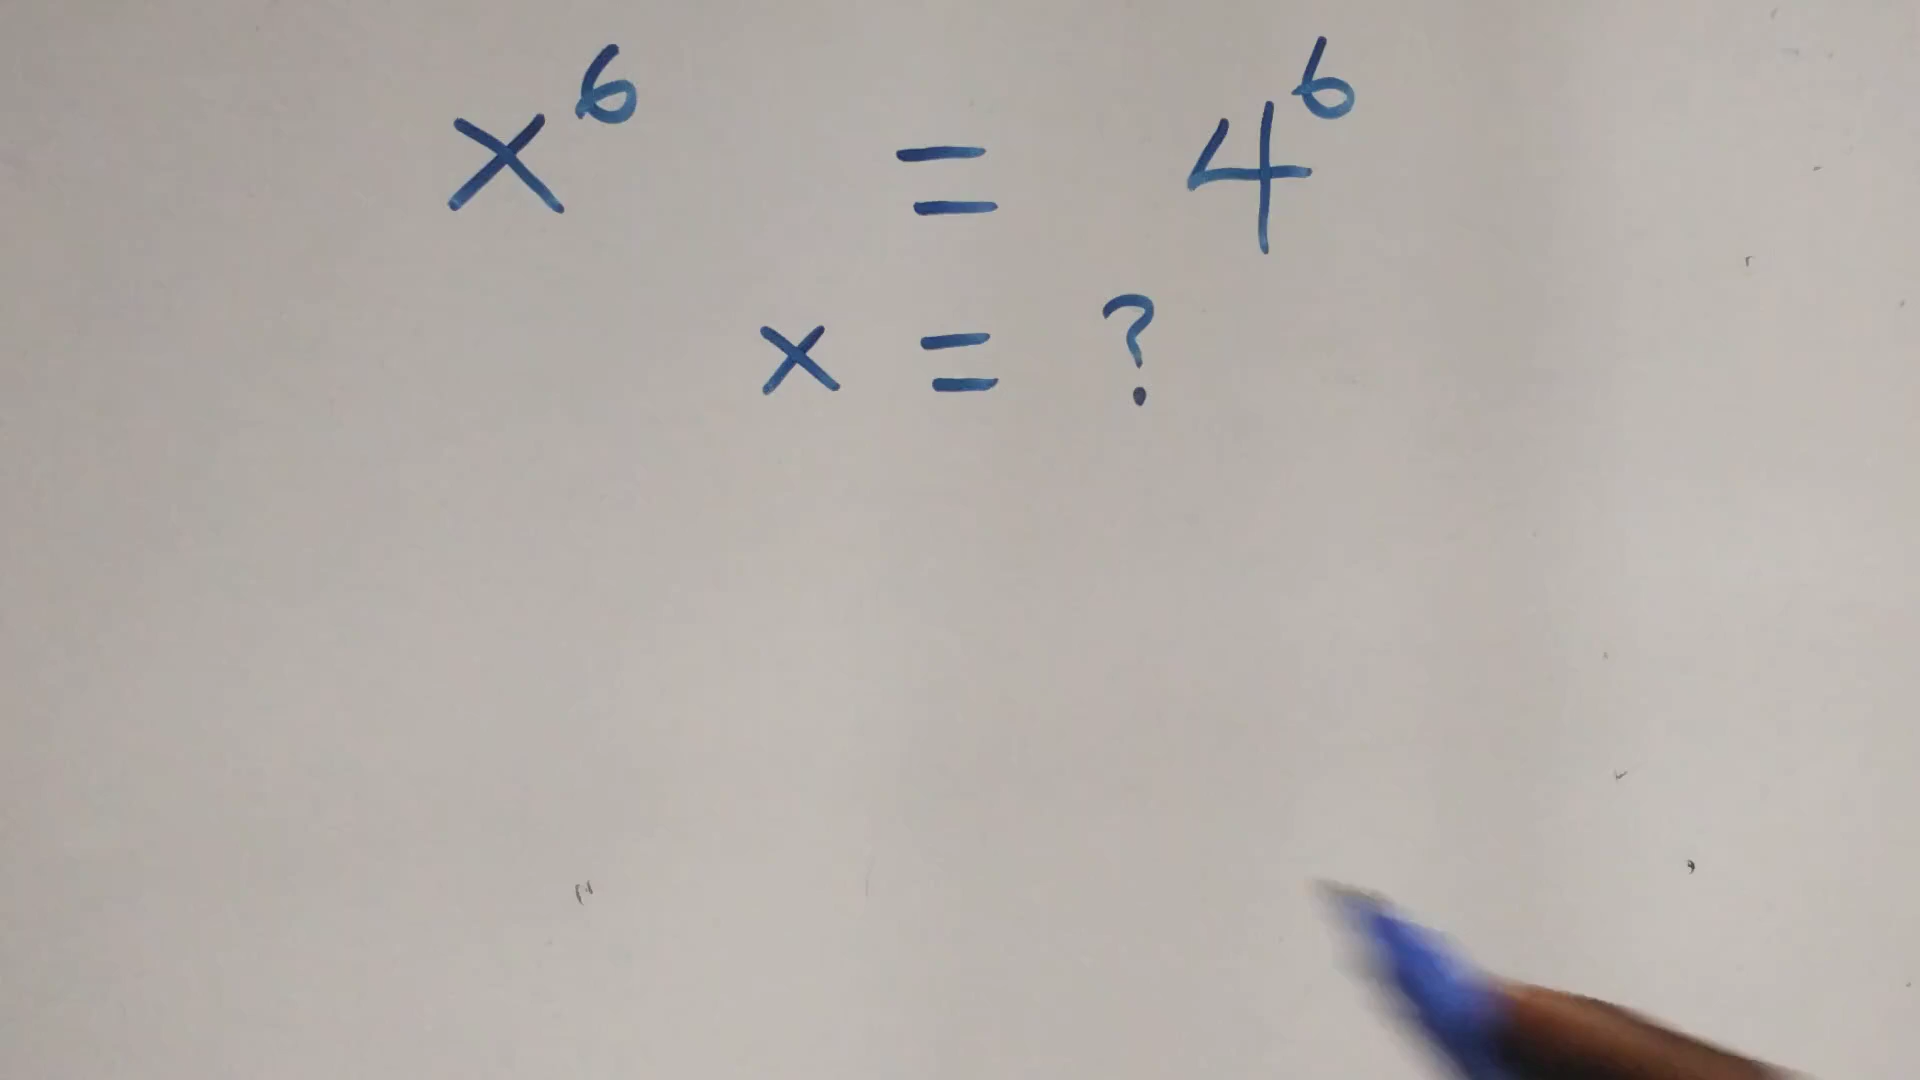 x⁶ = 4⁶
x = ?